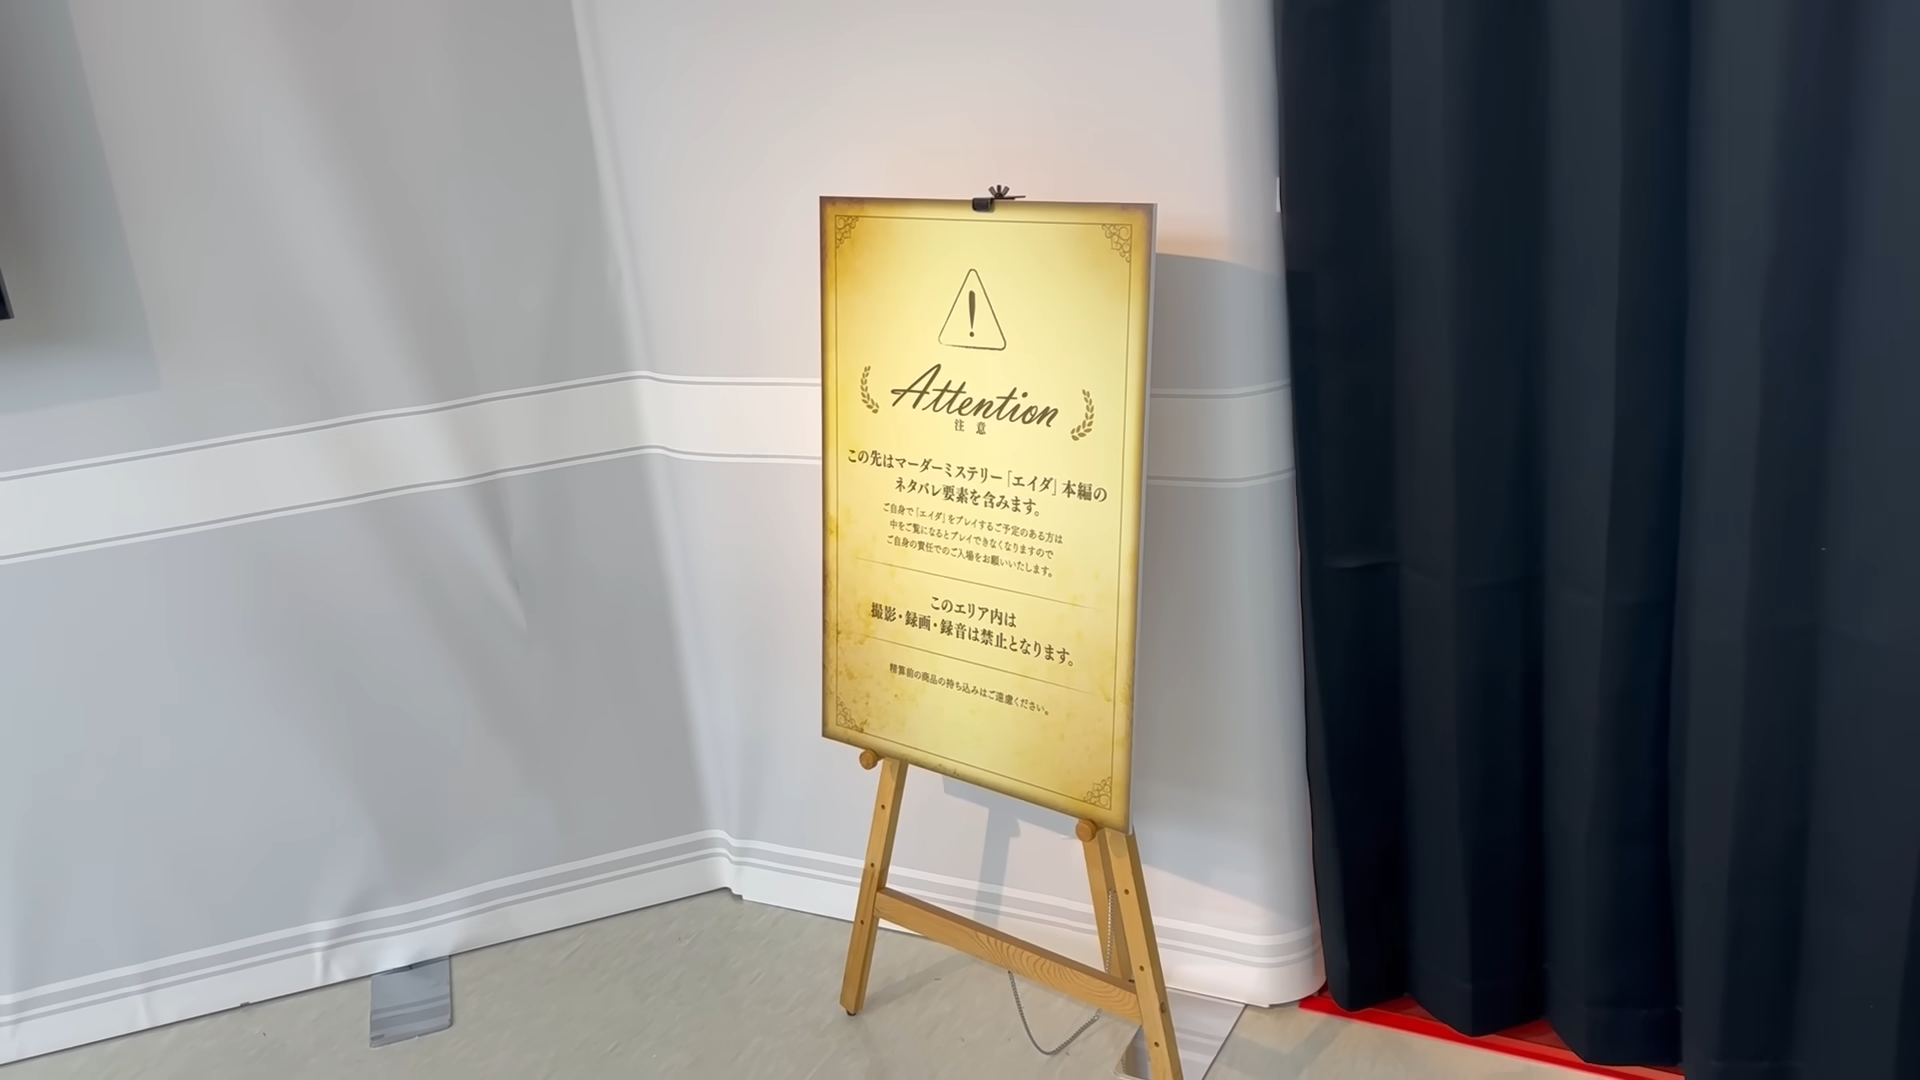 Attention
注意
この先はマーダーミステリー「エイダ」本編の
ネタバレ要素を含みます。
ご自身で「エイダ」をプレイするご予定のある方は
中をご覧になるとプレイできなくなりますので
ご自身の責任でのご入場をお願いいたします。
このエリア内は
撮影・録画・録音は禁止となります。
精算前の商品の持ち込みはご遠慮ください。